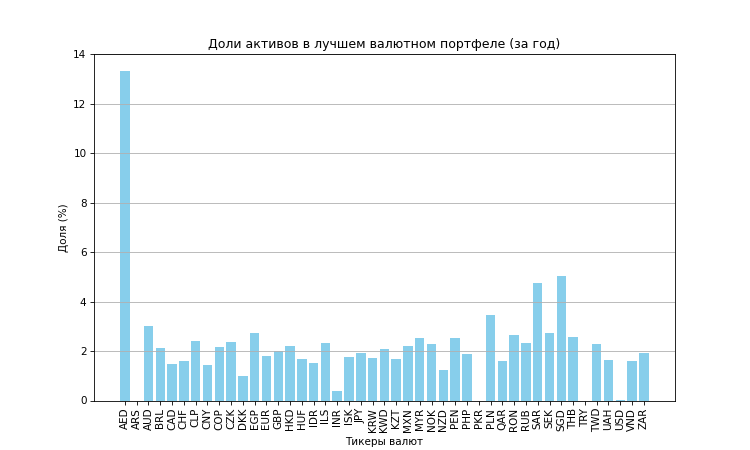 Доли активов в лучшем валютном портфеле (за год)
Доля (%)
14
12
10
8
6
4
2
0
AED ARS AUD BRL CAD CHF CLP CNY COP CZK DKK EGP EUR GBP HKD HUF IDR ILS INR ISK JPY KRW KWD KZT MXN MYR NOK NZD PEN PHP PKR PLN QAR RON RUB SAR SEK SGD THB TRY TWD UAH USD VND ZAR
Тикеры валют